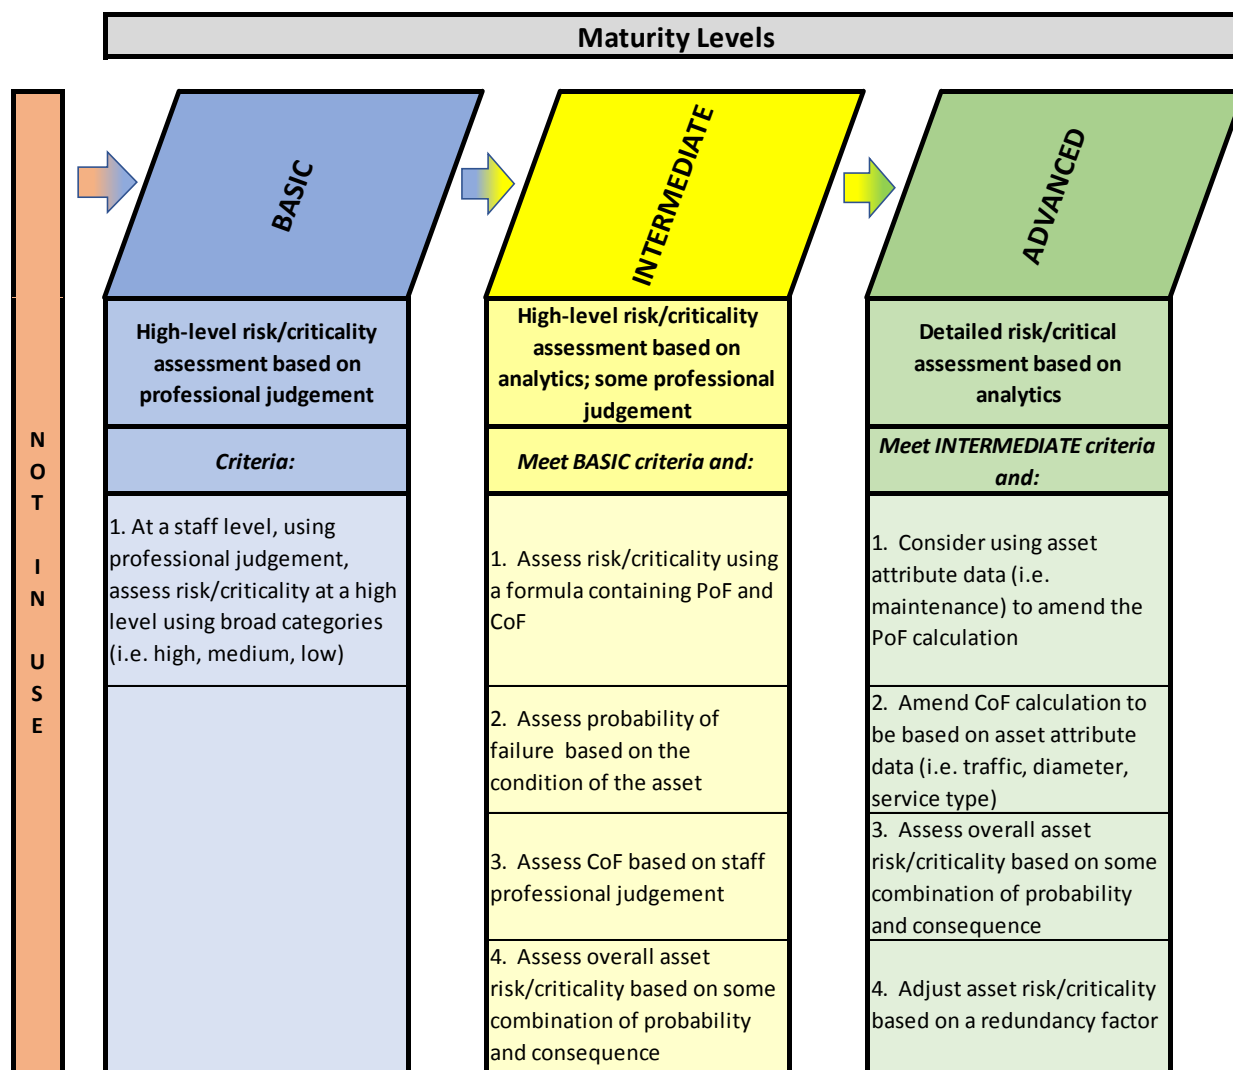 Maturity Levels
BASIC
INTERMEDIATE
ADVANCED
NOT IN USE
High-level risk/criticality
assessment based on
professional judgement
Criteria:
1. At a staff level, using
professional judgement,
assess risk/criticality at a high
level using broad categories
(i.e. high, medium, low)
High-level risk/criticality
assessment based on
analytics; some professional
judgement
Meet BASIC criteria and:
1.  Assess risk/criticality using
a formula containing PoF and
CoF
2.  Assess probability of
failure  based on the
condition of the asset
3.  Assess CoF based on staff
professional judgement
4.  Assess overall asset
risk/criticality based on some
combination of probability
and consequence
Detailed risk/critical
assessment based on
analytics
Meet INTERMEDIATE criteria
and:
1.  Consider using asset
attribute data (i.e.
maintenance) to amend the
PoF calculation
2.  Amend CoF calculation to
be based on asset attribute
data (i.e. traffic, diameter,
service type)
3.  Assess overall asset
risk/criticality based on some
combination of probability
and consequence
4.  Adjust asset risk/criticality
based on a redundancy factor